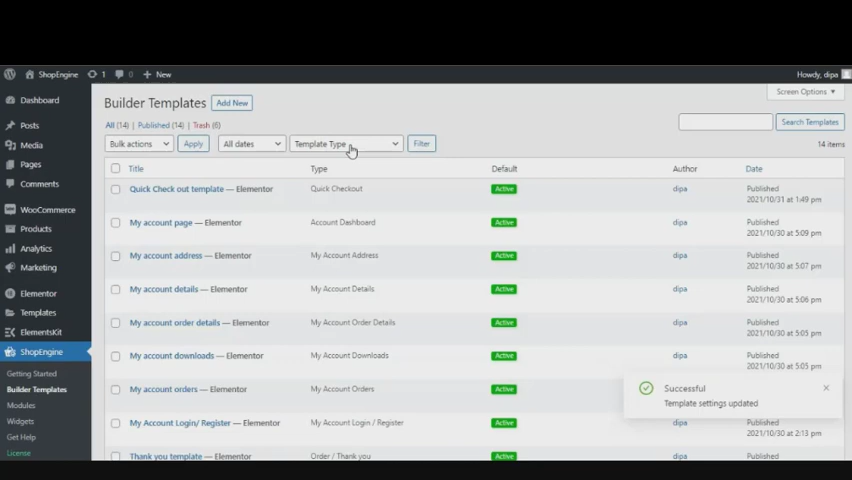 ShopEngine 1 0 New Howdy, dipa
Screen Options
Dashboard
Posts
Media
Pages
Comments
WooCommerce
Products
Analytics
Marketing
Elementor
Templates
ElementsKit
ShopEngine
Getting Started
Builder Templates
Modules
Widgets
Get Help
License
Builder Templates Add New
All (14) | Published (14) | Trash (6)
Search Templates
Bulk actions Apply All dates Template Type Filter 14 items
Title Type Default Author Date
Quick Check out template — Elementor Quick Checkout Active dipa Published
2021/10/31 at 1:49 pm
My account page — Elementor Account Dashboard Active dipa Published
2021/10/30 at 5:09 pm
My account address — Elementor My Account Address Active dipa Published
2021/10/30 at 5:07 pm
My account details — Elementor My Account Details Active dipa Published
2021/10/30 at 5:06 pm
My account order details — Elementor My Account Order Details Active dipa Published
2021/10/30 at 5:05 pm
My account downloads — Elementor My Account Downloads Active dipa Published
2021/10/30 at 5:05 pm
My account orders — Elementor My Account Orders Active
Successful
Template settings updated
My Account Login/ Register — Elementor My Account Login / Register Active dipa Published
2021/10/30 at 2:13 pm
Thank you template — Elementor Order / Thank you Active dipa Published